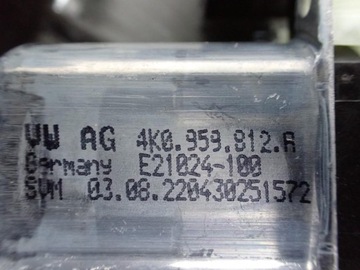 VW AG 4K0.959.812.A
Germany E21024-100
SVM 03.08.220430251572